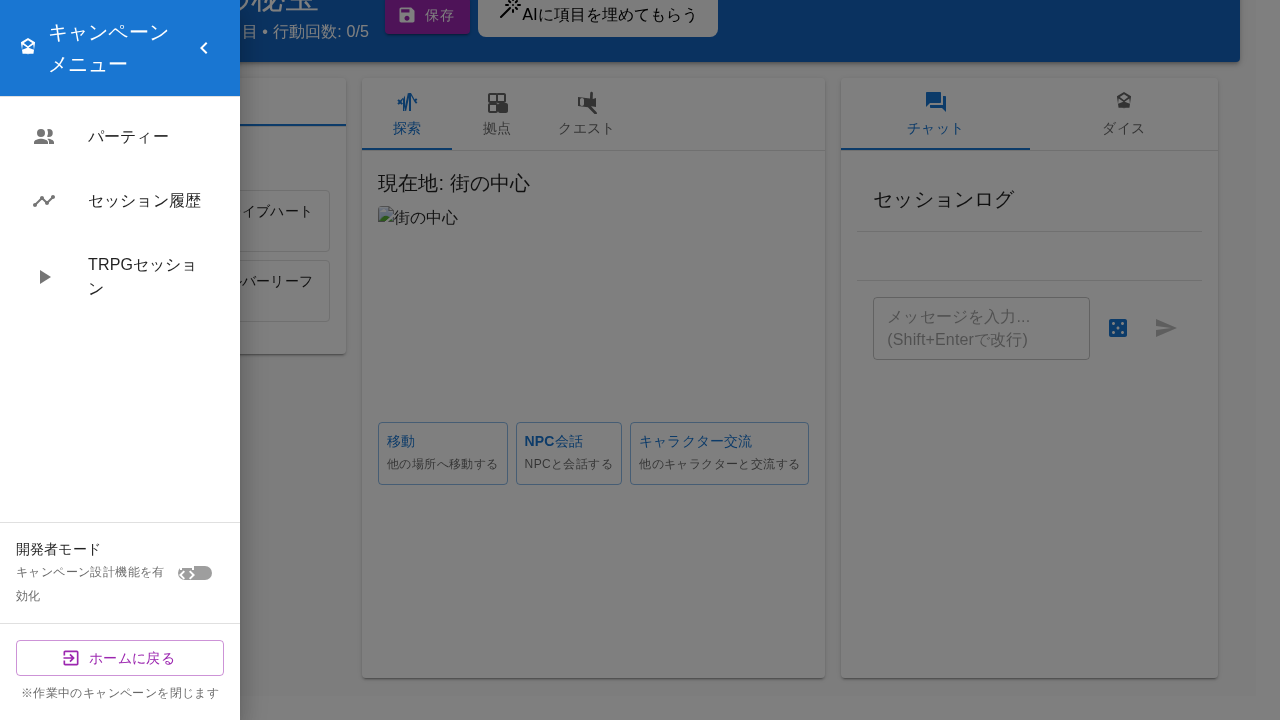 キャンペーン
メニュー
パーティー
セッション履歴
TRPGセッショ
ン
開発者モード
キャンペーン設計機能を有
効化
ホームに戻る
※作業中のキャンペーンを閉じます
目 • 行動回数: 0/5
保存
AIに項目を埋めてもらう
イブハート
バーリーフ
探索
拠点
クエスト
現在地: 街の中心
街の中心
移動
他の場所へ移動する
NPC会話
NPCと会話する
キャラクター交流
他のキャラクターと交流する
チャット
ダイス
セッションログ
メッセージを入力...
(Shift+Enterで改行)